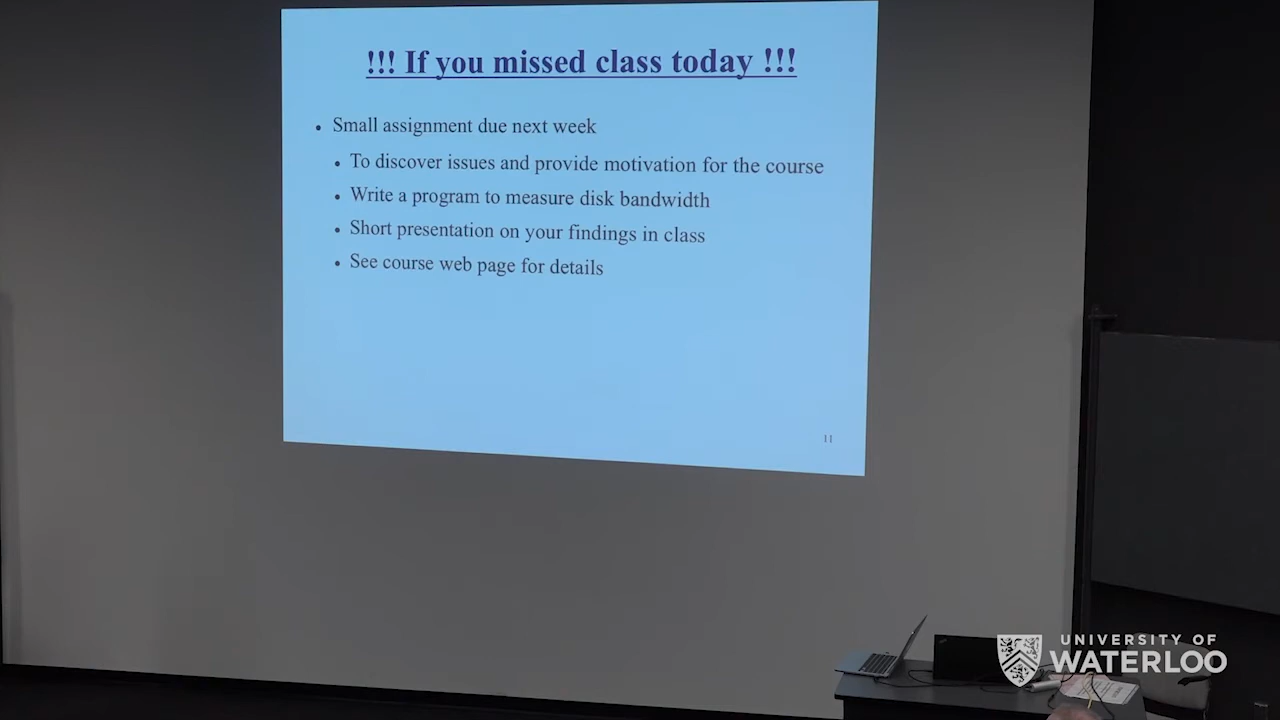 !!! If you missed class today !!!
• Small assignment due next week
• To discover issues and provide motivation for the course
• Write a program to measure disk bandwidth
• Short presentation on your findings in class
• See course web page for details
11
UNIVERSITY OF
WATERLOO